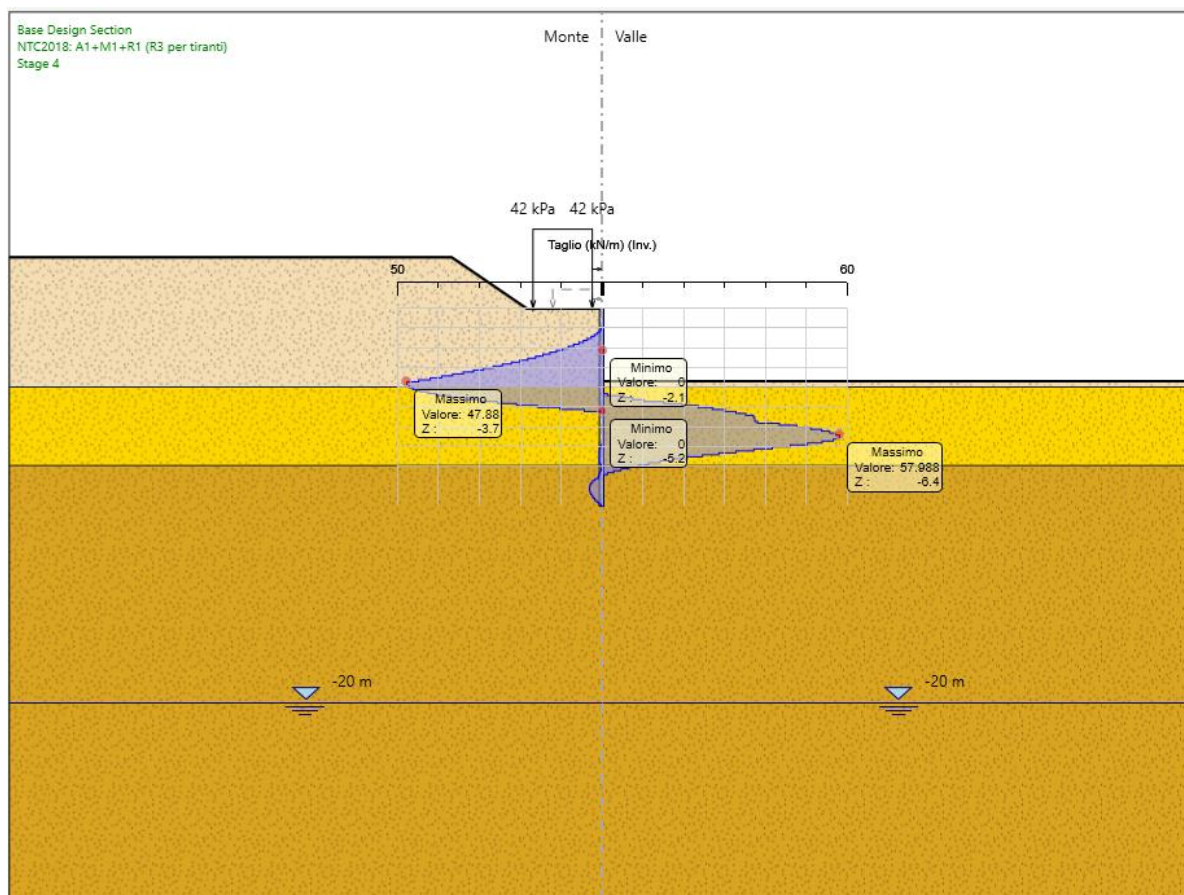 Base Design Section
NTC2018: A1+M1+R1 (R3 per tiranti)
Stage 4
Monte
Valle
42 kPa
42 kPa
Taglio (kN/m) (Inv.)
50
60
Minimo
Valore: 0
Z : -2.1
Massimo
Valore: 47.88
Z : -3.7
Minimo
Valore: 0
Z : -5.2
Massimo
Valore: 57.988
Z : -6.4
-20 m
-20 m